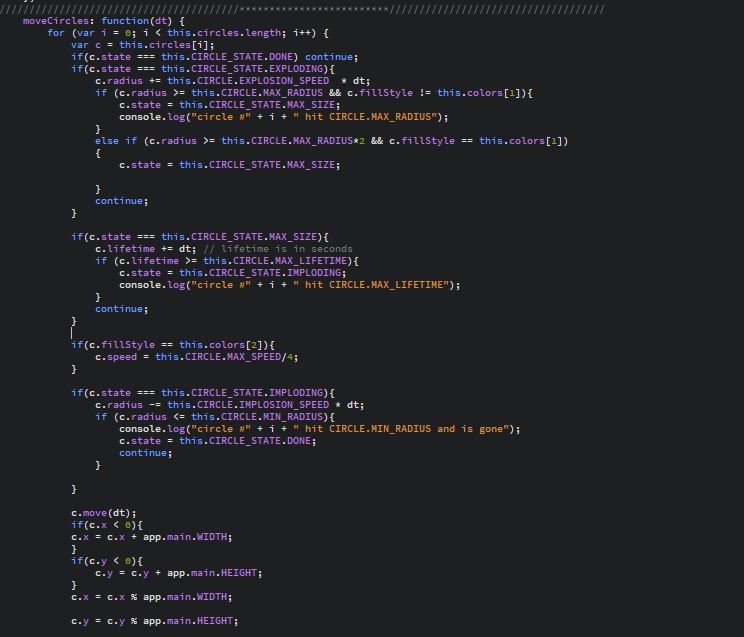 ////////////////////////////////////////*************************////////////////////////////////////
moveCircles: function(dt) {
    for (var i = 0; i < this.circles.length; i++) {
        var c = this.circles[i];
        if(c.state === this.CIRCLE_STATE.DONE) continue;
        if(c.state === this.CIRCLE_STATE.EXPLODING){
            c.radius += this.CIRCLE.EXPLOSION_SPEED  * dt;
            if (c.radius >= this.CIRCLE.MAX_RADIUS && c.fillStyle != this.colors[1]){
                c.state = this.CIRCLE_STATE.MAX_SIZE;
                console.log("circle #" + i + " hit CIRCLE.MAX_RADIUS");
            }
            else if (c.radius >= this.CIRCLE.MAX_RADIUS*2 && c.fillStyle == this.colors[1])
            {
                c.state = this.CIRCLE_STATE.MAX_SIZE;
            }
            continue;
        }
        if(c.state === this.CIRCLE_STATE.MAX_SIZE){
            c.lifetime += dt; // lifetime is in seconds
            if (c.lifetime >= this.CIRCLE.MAX_LIFETIME){
                c.state = this.CIRCLE_STATE.IMPLODING;
                console.log("circle #" + i + " hit CIRCLE.MAX_LIFETIME");
            }
            continue;
        }
        if(c.fillStyle == this.colors[2]){
            c.speed = this.CIRCLE.MAX_SPEED/4;
        }
        if(c.state === this.CIRCLE_STATE.IMPLODING){
            c.radius -= this.CIRCLE.IMPLOSION_SPEED * dt;
            if (c.radius <= this.CIRCLE.MIN_RADIUS){
                console.log("circle #" + i + " hit CIRCLE.MIN_RADIUS and is gone");
                c.state = this.CIRCLE_STATE.DONE;
                continue;
            }
        }
        c.move(dt);
        if(c.x < 0){
        c.x = c.x + app.main.WIDTH;
        }
        if(c.y < 0){
            c.y = c.y + app.main.HEIGHT;
        }
        c.x = c.x % app.main.WIDTH;
        c.y = c.y % app.main.HEIGHT;